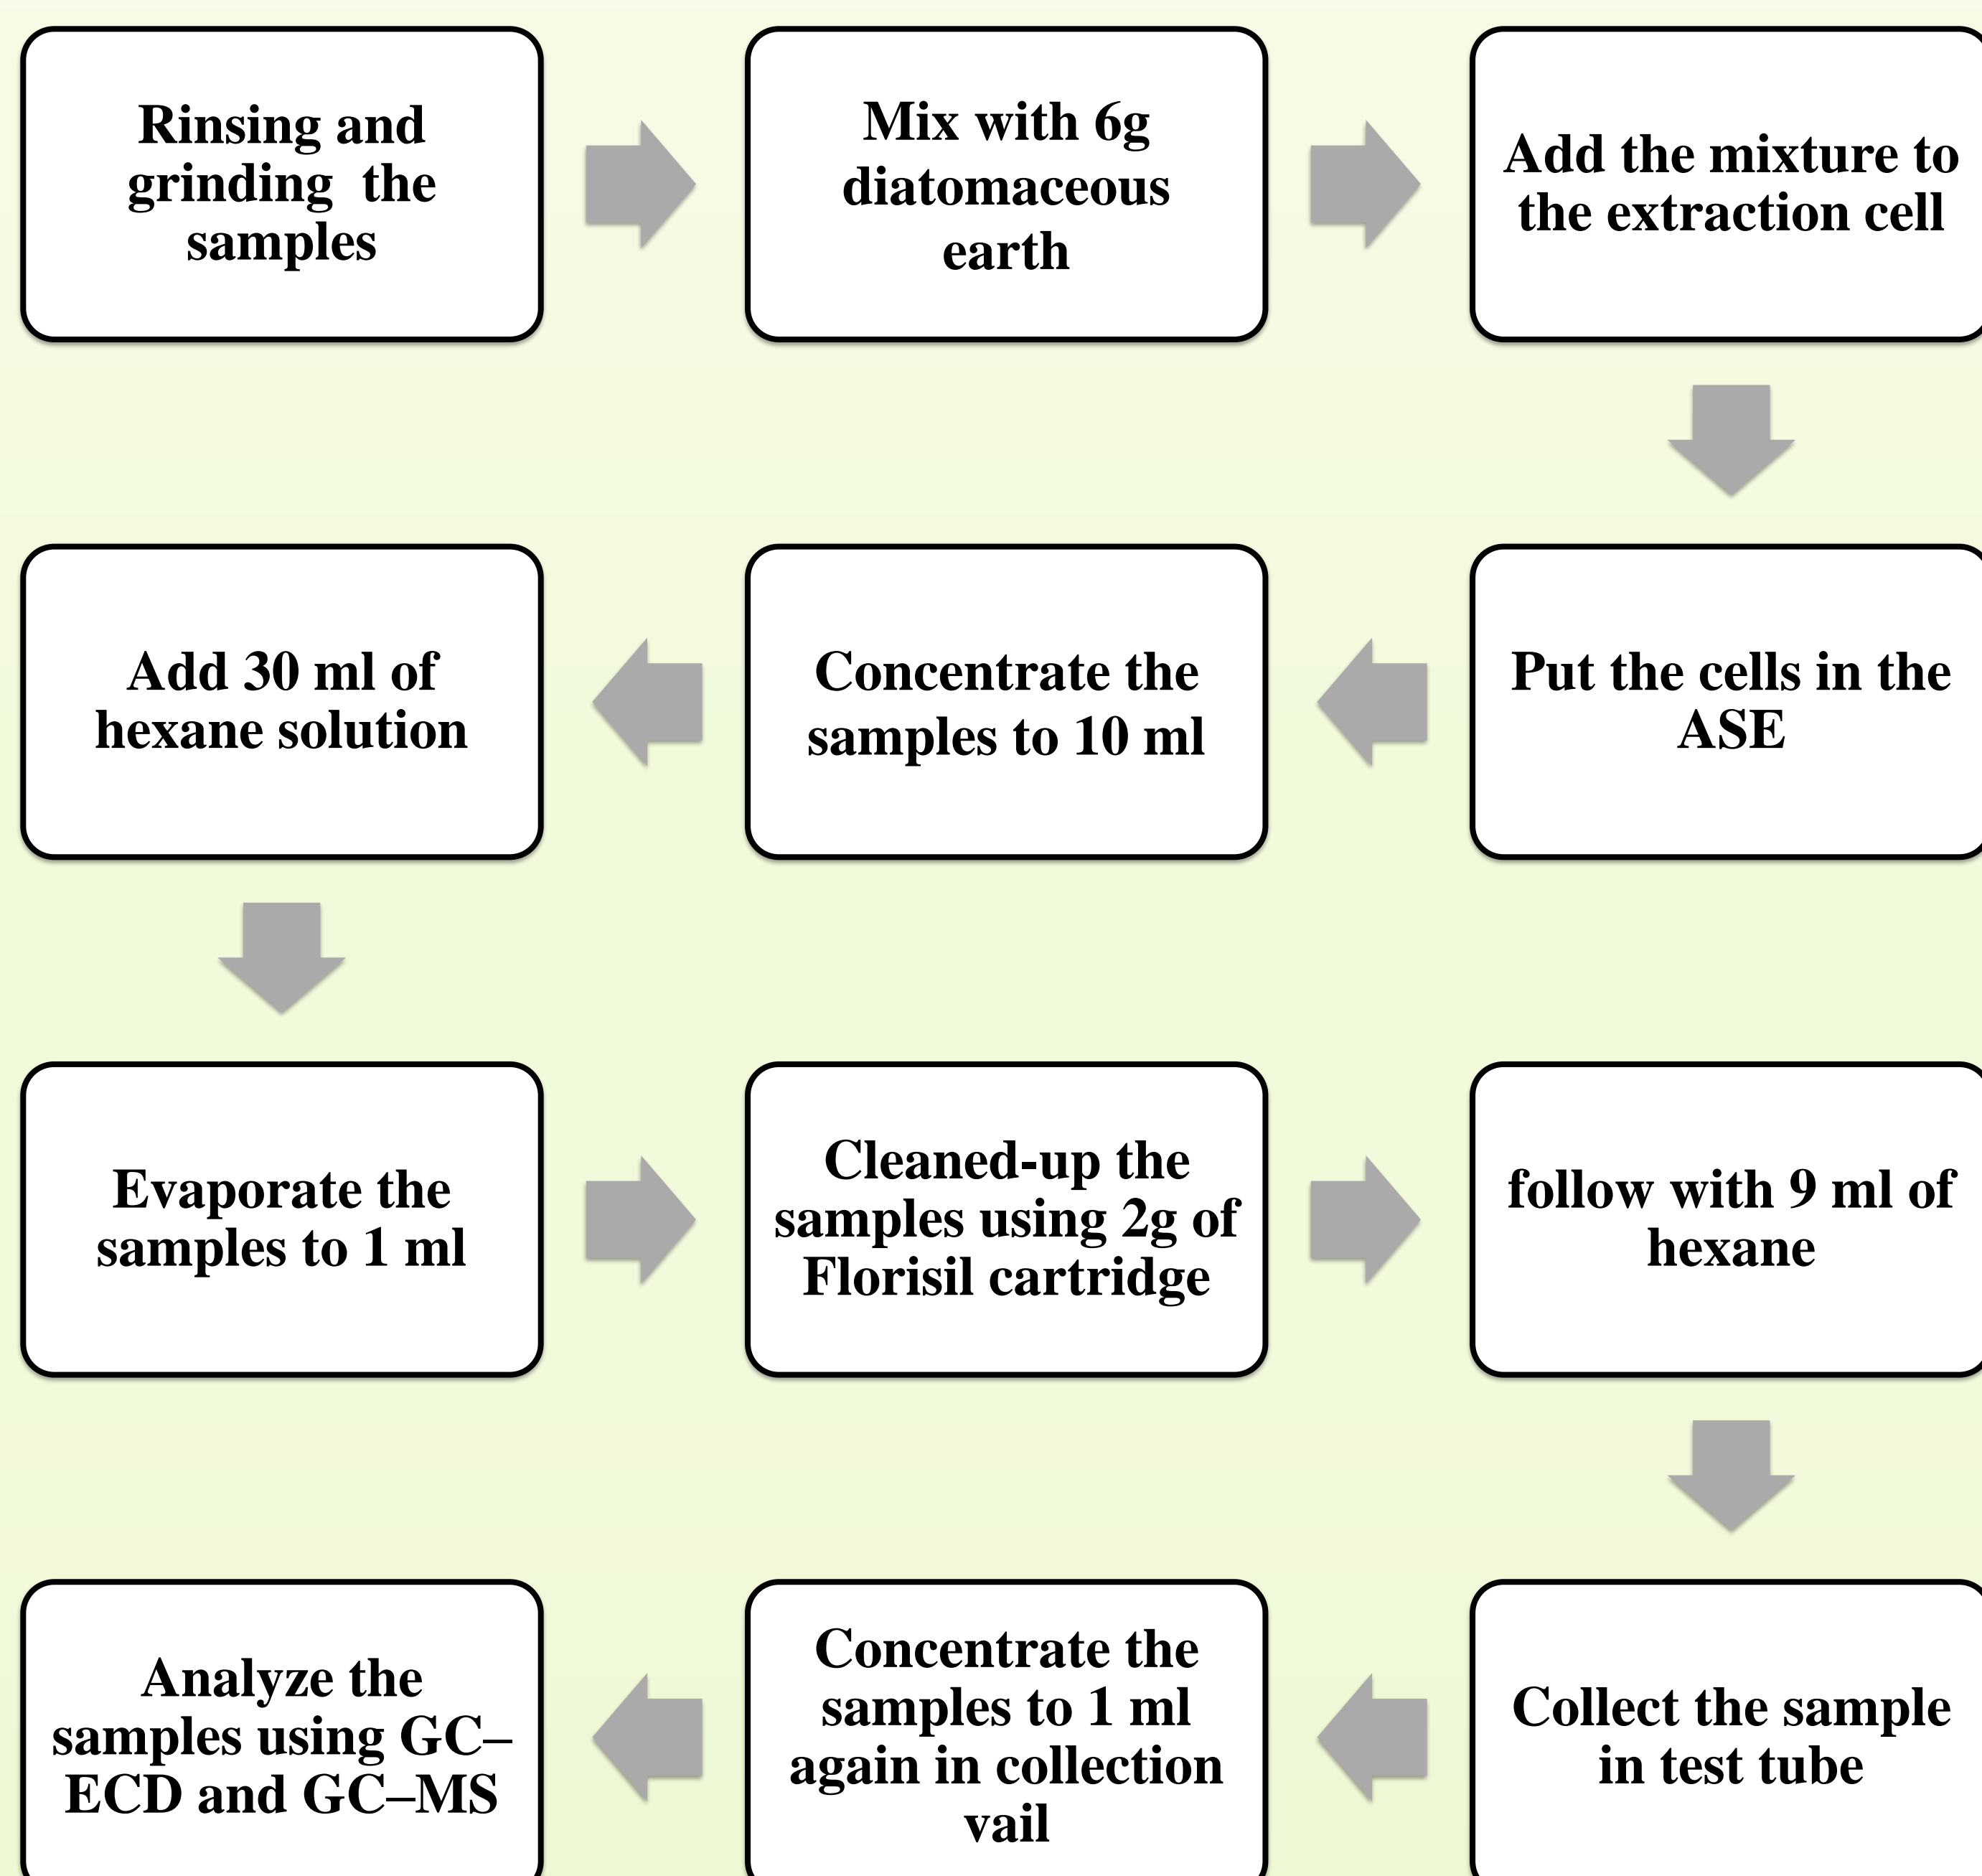 Rinsing and
grinding  the
samples
Mix with 6g
diatomaceous
earth
Add the mixture to
the extraction cell
Put the cells in the
ASE
Concentrate the
samples to 10 ml
Add 30 ml of
hexane solution
Evaporate the
samples to 1 ml
Cleaned-up the
samples using 2g of
Florisil cartridge
follow with 9 ml of
hexane
Collect the sample
in test tube
Concentrate the
samples to 1 ml
again in collection
vail
Analyze the
samples using GC–
ECD and GC–MS